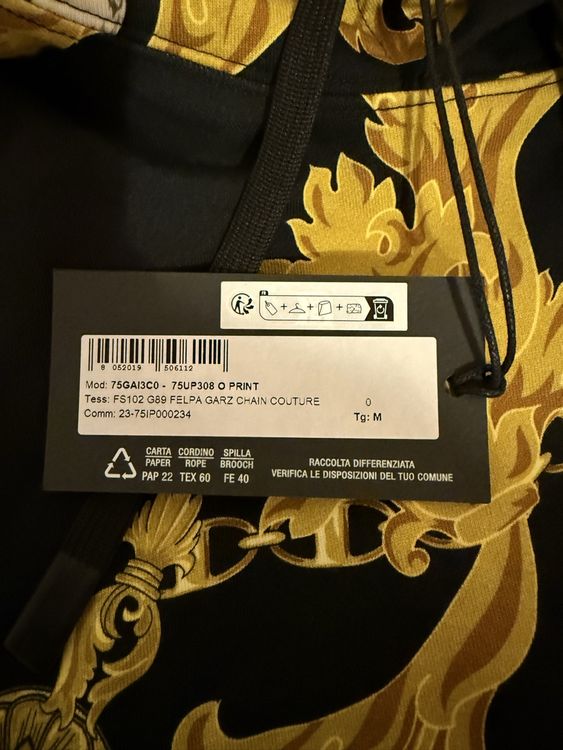 FR
8 052019 506112
Mod: 75GAI3C0 - 75UP308 O PRINT
Tess: FS102 G89 FELPA GARZ CHAIN COUTURE 0
Comm: 23-75IP000234 Tg: M
CARTA CORDINO SPILLA
PAPER ROPE BROOCH
PAP 22 TEX 60 FE 40
RACCOLTA DIFFERENZIATA
VERIFICA LE DISPOSIZIONI DEL TUO COMUNE